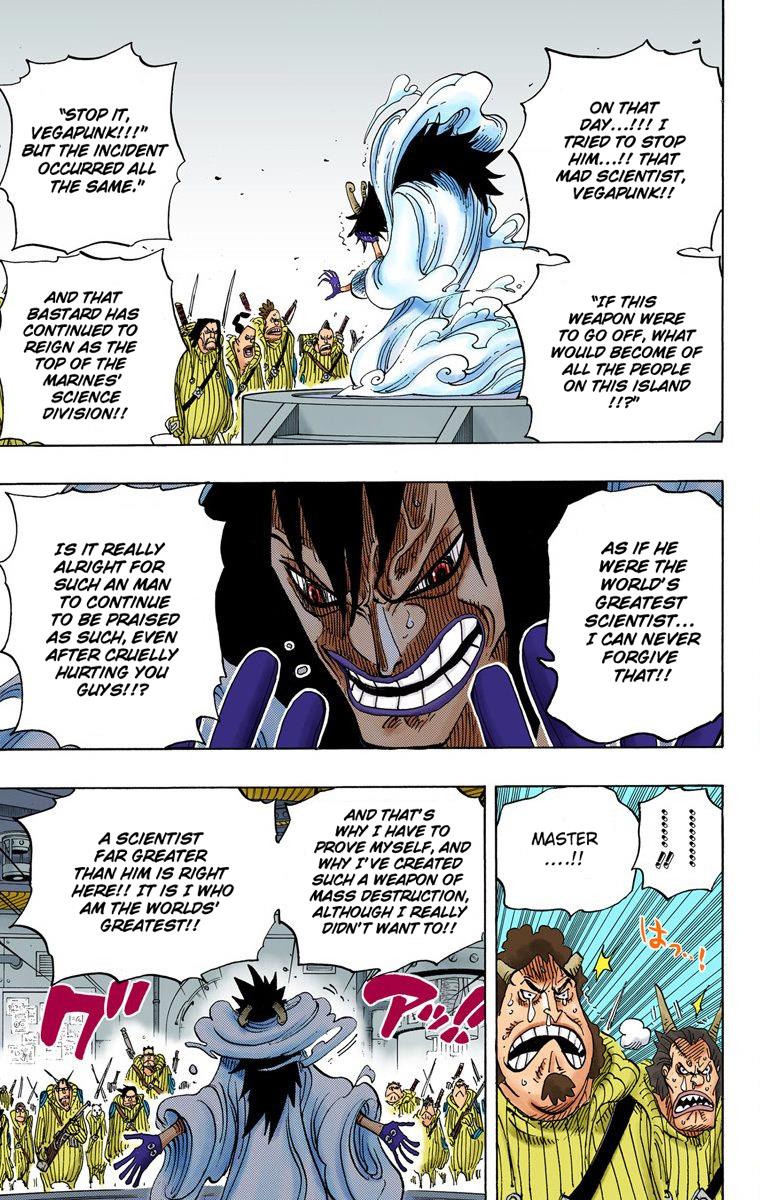 ON THAT
DAY...!!! I
TRIED TO STOP
HIM...!! THAT
MAD SCIENTIST,
VEGAPUNK!!
"IF THIS
WEAPON WERE
TO GO OFF, WHAT
WOULD BECOME OF
ALL THE PEOPLE
ON THIS ISLAND
!!?"
"STOP IT,
VEGAPUNK!!!"
BUT THE INCIDENT
OCCURRED ALL
THE SAME."
AND THAT
BASTARD HAS
CONTINUED TO
REIGN AS THE
TOP OF THE
MARINES'
SCIENCE
DIVISION!!
AS IF HE
WERE THE
WORLD'S
GREATEST
SCIENTIST...
I CAN NEVER
FORGIVE
THAT!!
IS IT REALLY
ALRIGHT FOR
SUCH AN MAN
TO CONTINUE
TO BE PRAISED
AS SUCH, EVEN
AFTER CRUELLY
HURTING YOU
GUYS!!?
.........!!
MASTER
....!!
はっ..!
AND THAT'S
WHY I HAVE TO
PROVE MYSELF, AND
WHY I'VE CREATED
SUCH A WEAPON OF
MASS DESTRUCTION,
ALTHOUGH I REALLY
DIDN'T WANT TO!!
A SCIENTIST
FAR GREATER
THAN HIM IS RIGHT
HERE!! IT IS I WHO
AM THE WORLDS'
GREATEST!!
グアッ!!